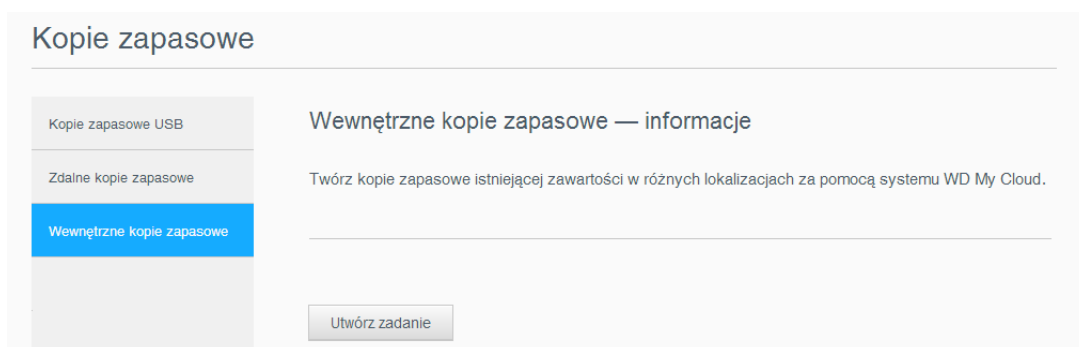 Kopie zapasowe
Kopie zapasowe USB
Zdalne kopie zapasowe
Wewnętrzne kopie zapasowe
Wewnętrzne kopie zapasowe — informacje
Twórz kopie zapasowe istniejącej zawartości w różnych lokalizacjach za pomocą systemu WD My Cloud.
Utwórz zadanie